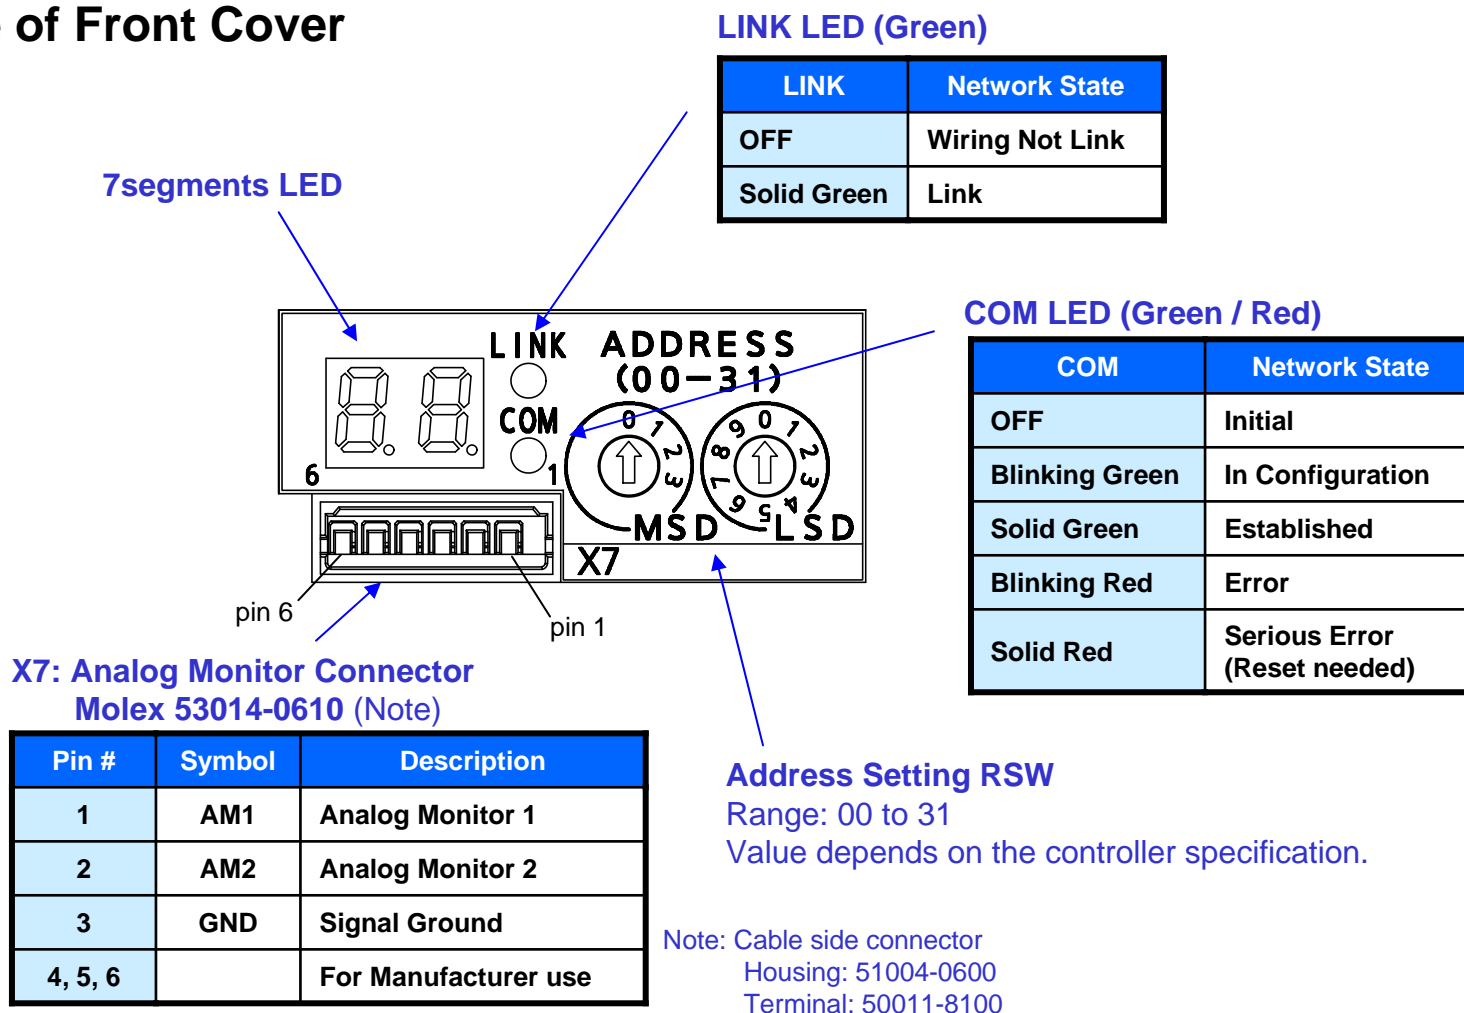 of Front Cover
LINK LED (Green)
LINK Network State
OFF Wiring Not Link
Solid Green Link
7segments LED
COM LED (Green / Red)
COM Network State
OFF Initial
Blinking Green In Configuration
Solid Green Established
Blinking Red Error
Solid Red Serious Error
(Reset needed)
LINK ADDRESS
(00-31)
COM
0 1 2 3
9 0 1 2 3 4 5 6 7 8
6 1
MSD LSD
X7
pin 6
pin 1
X7: Analog Monitor Connector
Molex 53014-0610 (Note)
Pin # Symbol Description
1 AM1 Analog Monitor 1
2 AM2 Analog Monitor 2
3 GND Signal Ground
4, 5, 6 For Manufacturer use
Address Setting RSW
Range: 00 to 31
Value depends on the controller specification.
Note: Cable side connector
Housing: 51004-0600
Terminal: 50011-8100